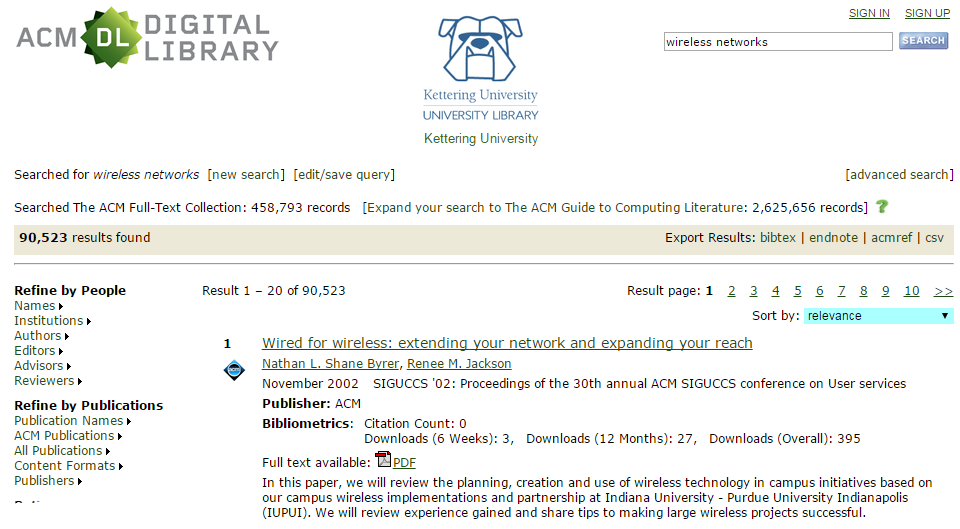 ACM DL DIGITAL LIBRARY
SIGN IN SIGN UP
wireless networks SEARCH
Kettering University
UNIVERSITY LIBRARY
Kettering University
Searched for wireless networks [new search] [edit/save query] [advanced search]
Searched The ACM Full-Text Collection: 458,793 records [Expand your search to The ACM Guide to Computing Literature: 2,625,656 records]
90,523 results found Export Results: bibtex | endnote | acmref | csv
Refine by People
Names
Institutions
Authors
Editors
Advisors
Reviewers
Refine by Publications
Publication Names
ACM Publications
All Publications
Content Formats
Publishers
Result 1 – 20 of 90,523 Result page: 1 2 3 4 5 6 7 8 9 10 >>
Sort by: relevance
1 Wired for wireless: extending your network and expanding your reach
Nathan L. Shane Byrer, Renee M. Jackson
November 2002 SIGUCCS '02: Proceedings of the 30th annual ACM SIGUCCS conference on User services
Publisher: ACM
Bibliometrics: Citation Count: 0
Downloads (6 Weeks): 3, Downloads (12 Months): 27, Downloads (Overall): 395
Full text available: PDF
In this paper, we will review the planning, creation and use of wireless technology in campus initiatives based on
our campus wireless implementations and partnership at Indiana University - Purdue University Indianapolis
(IUPUI). We will review experience gained and share tips to making large wireless projects successful.